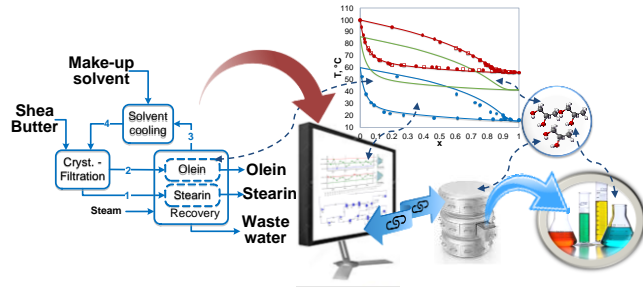 Make-up
solvent
Shea
Butter
Solvent
cooling
4
3
Cryst. -
Filtration
2
1
Olein
Stearin
Recovery
Steam
Olein
Stearin
Waste
water
T, °C
100
90
80
70
60
50
40
30
20
10
0 0.1 0.2 0.3 0.4 0.5 0.6 0.7 0.8 0.9 1
x